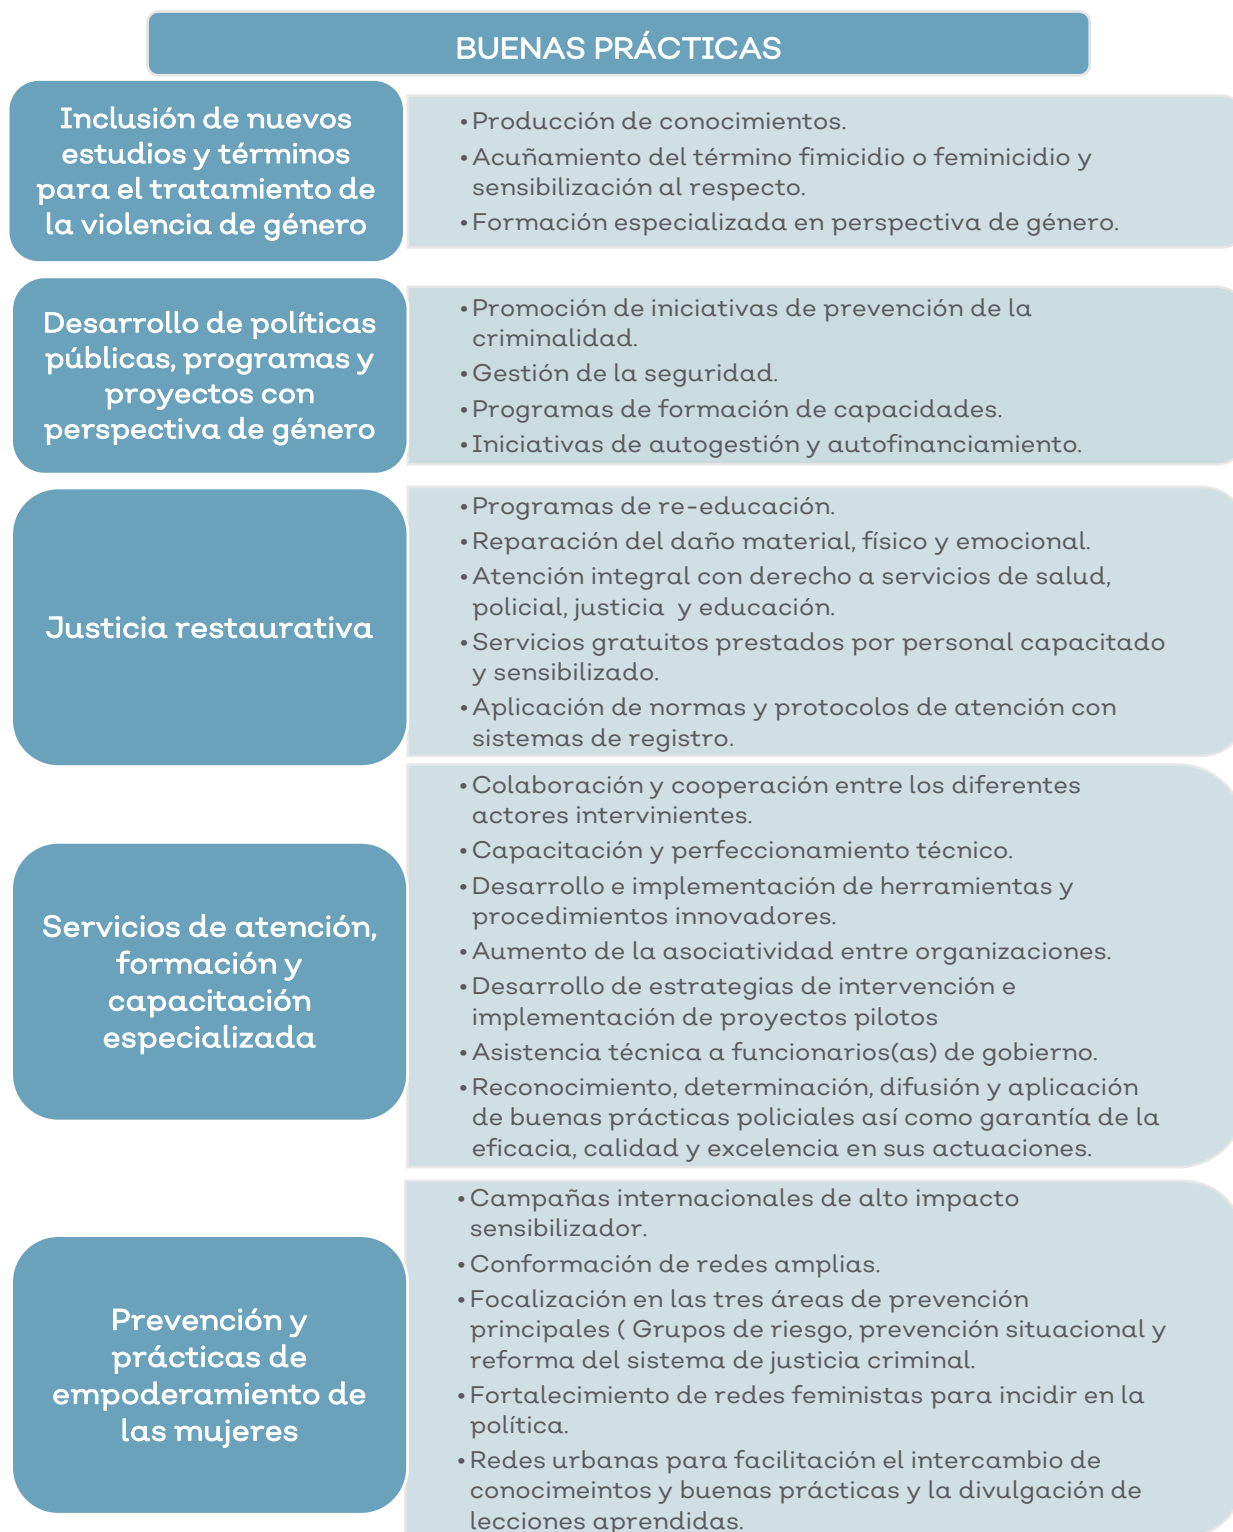 BUENAS PRÁCTICAS
Inclusión de nuevos
estudios y términos
para el tratamiento de
la violencia de género
• Producción de conocimientos.
• Acuñamiento del término fimicidio o feminicidio y
sensibilización al respecto.
• Formación especializada en perspectiva de género.
Desarrollo de políticas
públicas, programas y
proyectos con
perspectiva de género
• Promoción de iniciativas de prevención de la
criminalidad.
• Gestión de la seguridad.
• Programas de formación de capacidades.
• Iniciativas de autogestión y autofinanciamiento.
Justicia restaurativa
• Programas de re-educación.
• Reparación del daño material, físico y emocional.
• Atención integral con derecho a servicios de salud,
policial, justicia y educación.
• Servicios gratuitos prestados por personal capacitado
y sensibilizado.
• Aplicación de normas y protocolos de atención con
sistemas de registro.
Servicios de atención,
formación y
capacitación
especializada
• Colaboración y cooperación entre los diferentes
actores intervinientes.
• Capacitación y perfeccionamiento técnico.
• Desarrollo e implementación de herramientas y
procedimientos innovadores.
• Aumento de la asociatividad entre organizaciones.
• Desarrollo de estrategias de intervención e
implementación de proyectos pilotos
• Asistencia técnica a funcionarios(as) de gobierno.
• Reconocimiento, determinación, difusión y aplicación
de buenas prácticas policiales así como garantía de la
eficacia, calidad y excelencia en sus actuaciones.
Prevención y
prácticas de
empoderamiento de
las mujeres
• Campañas internacionales de alto impacto
sensibilizador.
• Conformación de redes amplias.
• Focalización en las tres áreas de prevención
principales ( Grupos de riesgo, prevención situacional y
reforma del sistema de justicia criminal.
• Fortalecimiento de redes feministas para incidir en la
política.
• Redes urbanas para facilitación el intercambio de
conocimeintos y buenas prácticas y la divulgación de
lecciones aprendidas.